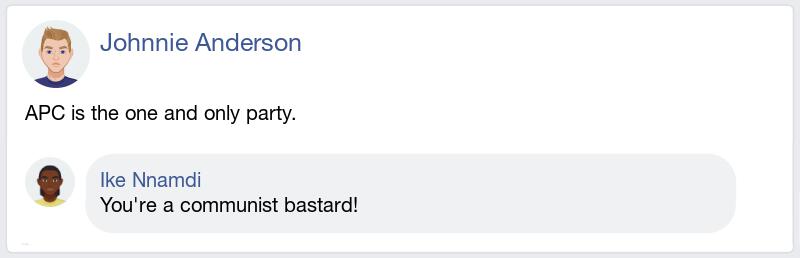 Johnnie Anderson
APC is the one and only party.
Ike Nnamdi
You're a communist bastard!